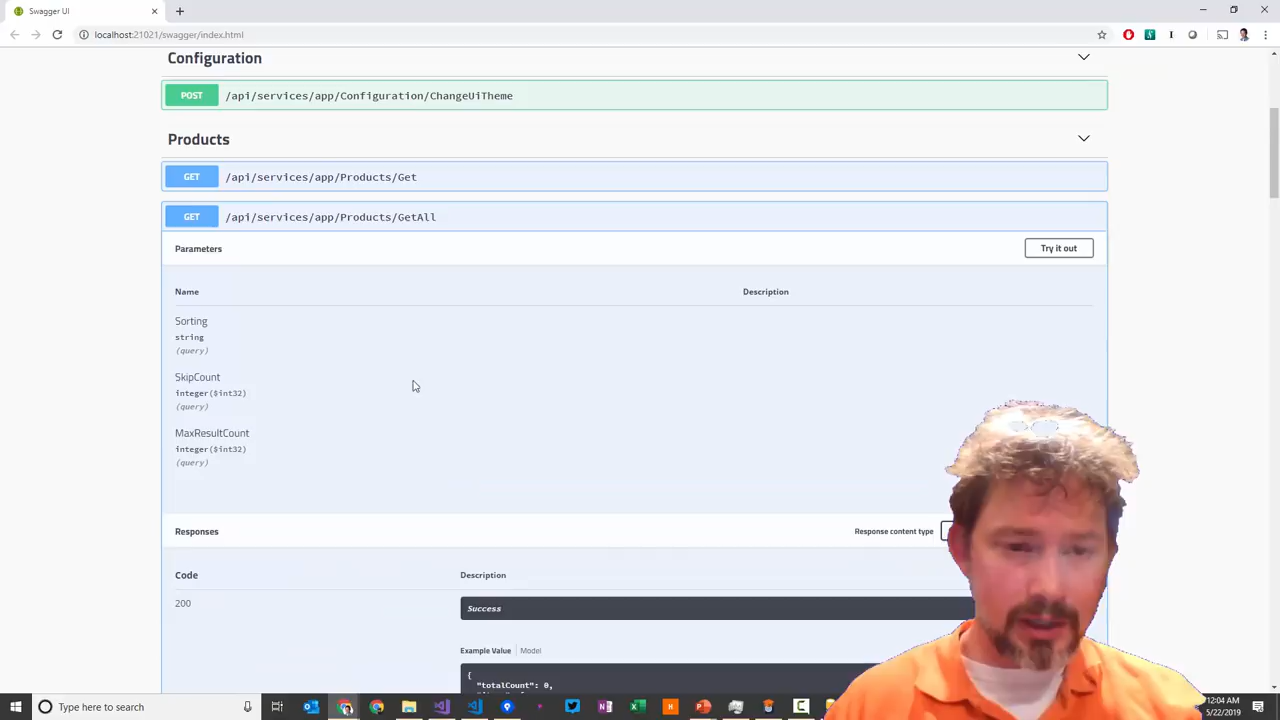 Swagger UI
localhost:21021/swagger/index.html
Configuration
POST /api/services/app/Configuration/ChangeUiTheme
Products
GET /api/services/app/Products/Get
GET /api/services/app/Products/GetAll
Parameters Try it out
Name Description
Sorting
string
(query)
SkipCount
integer($int32)
(query)
MaxResultCount
integer($int32)
(query)
Responses Response content type
Code Description
200 Success
Example Value Model
{
"totalCount": 0,
Type here to search
12:04 AM
5/22/2019